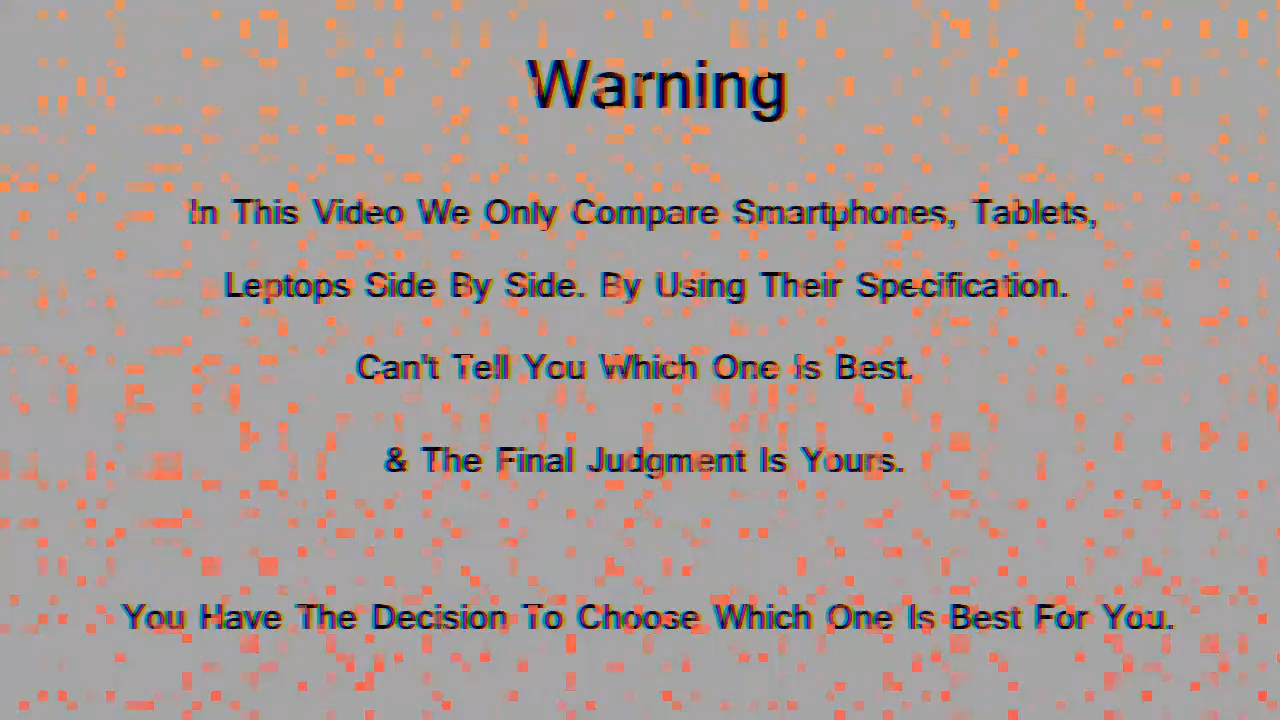 Warning
In This Video We Only Compare Smartphones, Tablets,
Leptops Side By Side. By Using Their Specification.
Can't Tell You Which One Is Best.
& The Final Judgment Is Yours.
You Have The Decision To Choose Which One Is Best For You.